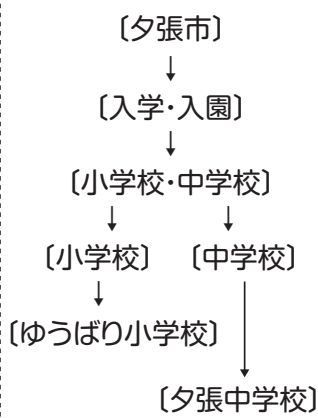 〔夕張市〕
↓
〔入学・入園〕
↓
〔小学校・中学校〕
↓ ↓
〔小学校〕 〔中学校〕
↓
〔ゆうばり小学校〕
↓
〔夕張中学校〕